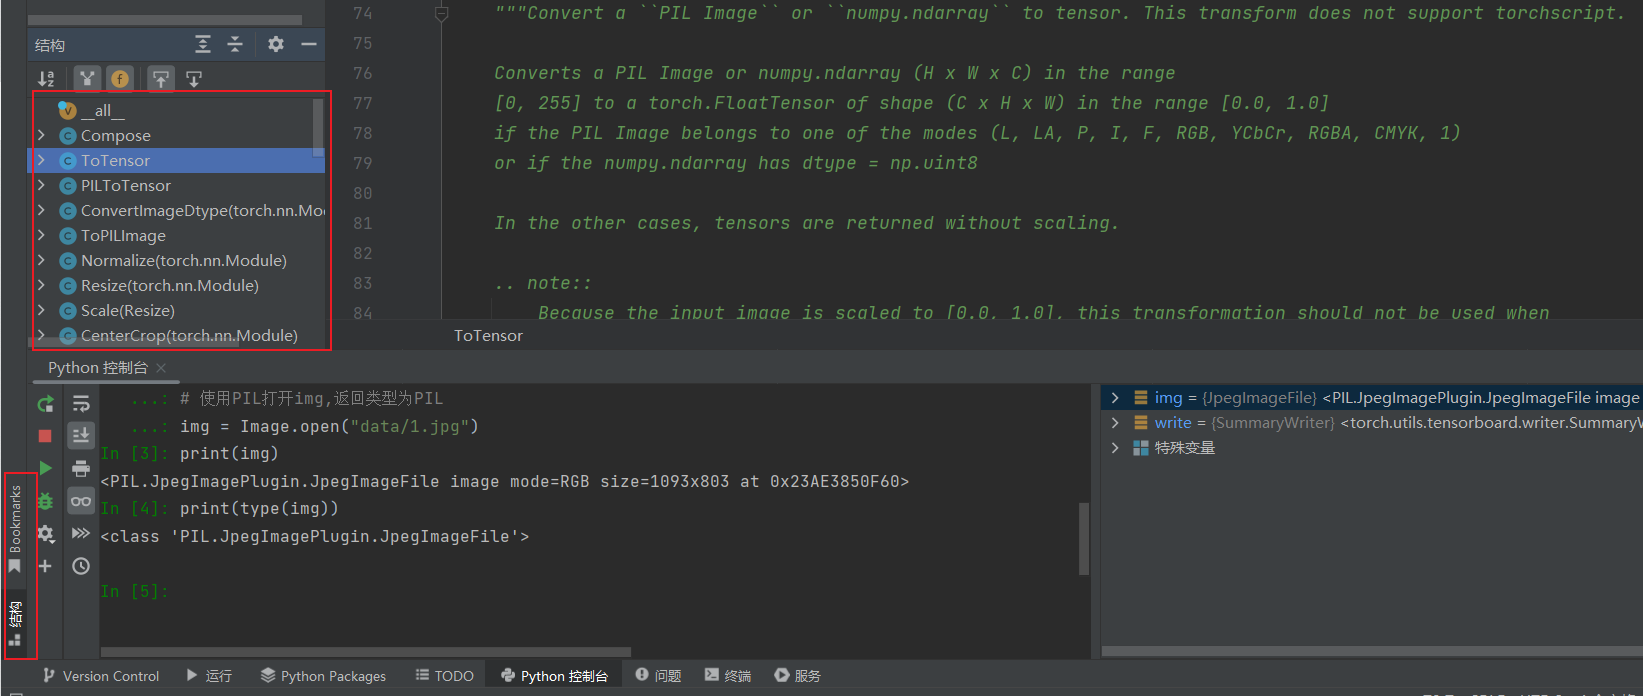 74 """Convert a ``PIL Image`` or ``numpy.ndarray`` to tensor. This transform does not support torchscript.
75
76 Converts a PIL Image or numpy.ndarray (H x W x C) in the range
77 [0, 255] to a torch.FloatTensor of shape (C x H x W) in the range [0.0, 1.0]
78 if the PIL Image belongs to one of the modes (L, LA, P, I, F, RGB, YCbCr, RGBA, CMYK, 1)
79 or if the numpy.ndarray has dtype = np.uint8
80
81 In the other cases, tensors are returned without scaling.
82
83 .. note::
84 Because the input image is scaled to [0.0, 1.0], this transformation should not be used when
ToTensor
结构
__all__
Compose
ToTensor
PILToTensor
ConvertImageDtype(torch.nn.Mo
ToPILImage
Normalize(torch.nn.Module)
Resize(torch.nn.Module)
Scale(Resize)
CenterCrop(torch.nn.Module)
Python 控制台
...: # 使用PIL打开img,返回类型为PIL
...: img = Image.open("data/1.jpg")
In [3]: print(img)
<PIL.JpegImagePlugin.JpegImageFile image mode=RGB size=1093x803 at 0x23AE3850F60>
In [4]: print(type(img))
<class 'PIL.JpegImagePlugin.JpegImageFile'>
In [5]:
img = {JpegImageFile} <PIL.JpegImagePlugin.JpegImageFile image
write = {SummaryWriter} <torch.utils.tensorboard.writer.SummaryW
特殊变量
Bookmarks
结构
Version Control 运行 Python Packages TODO Python 控制台 问题 终端 服务